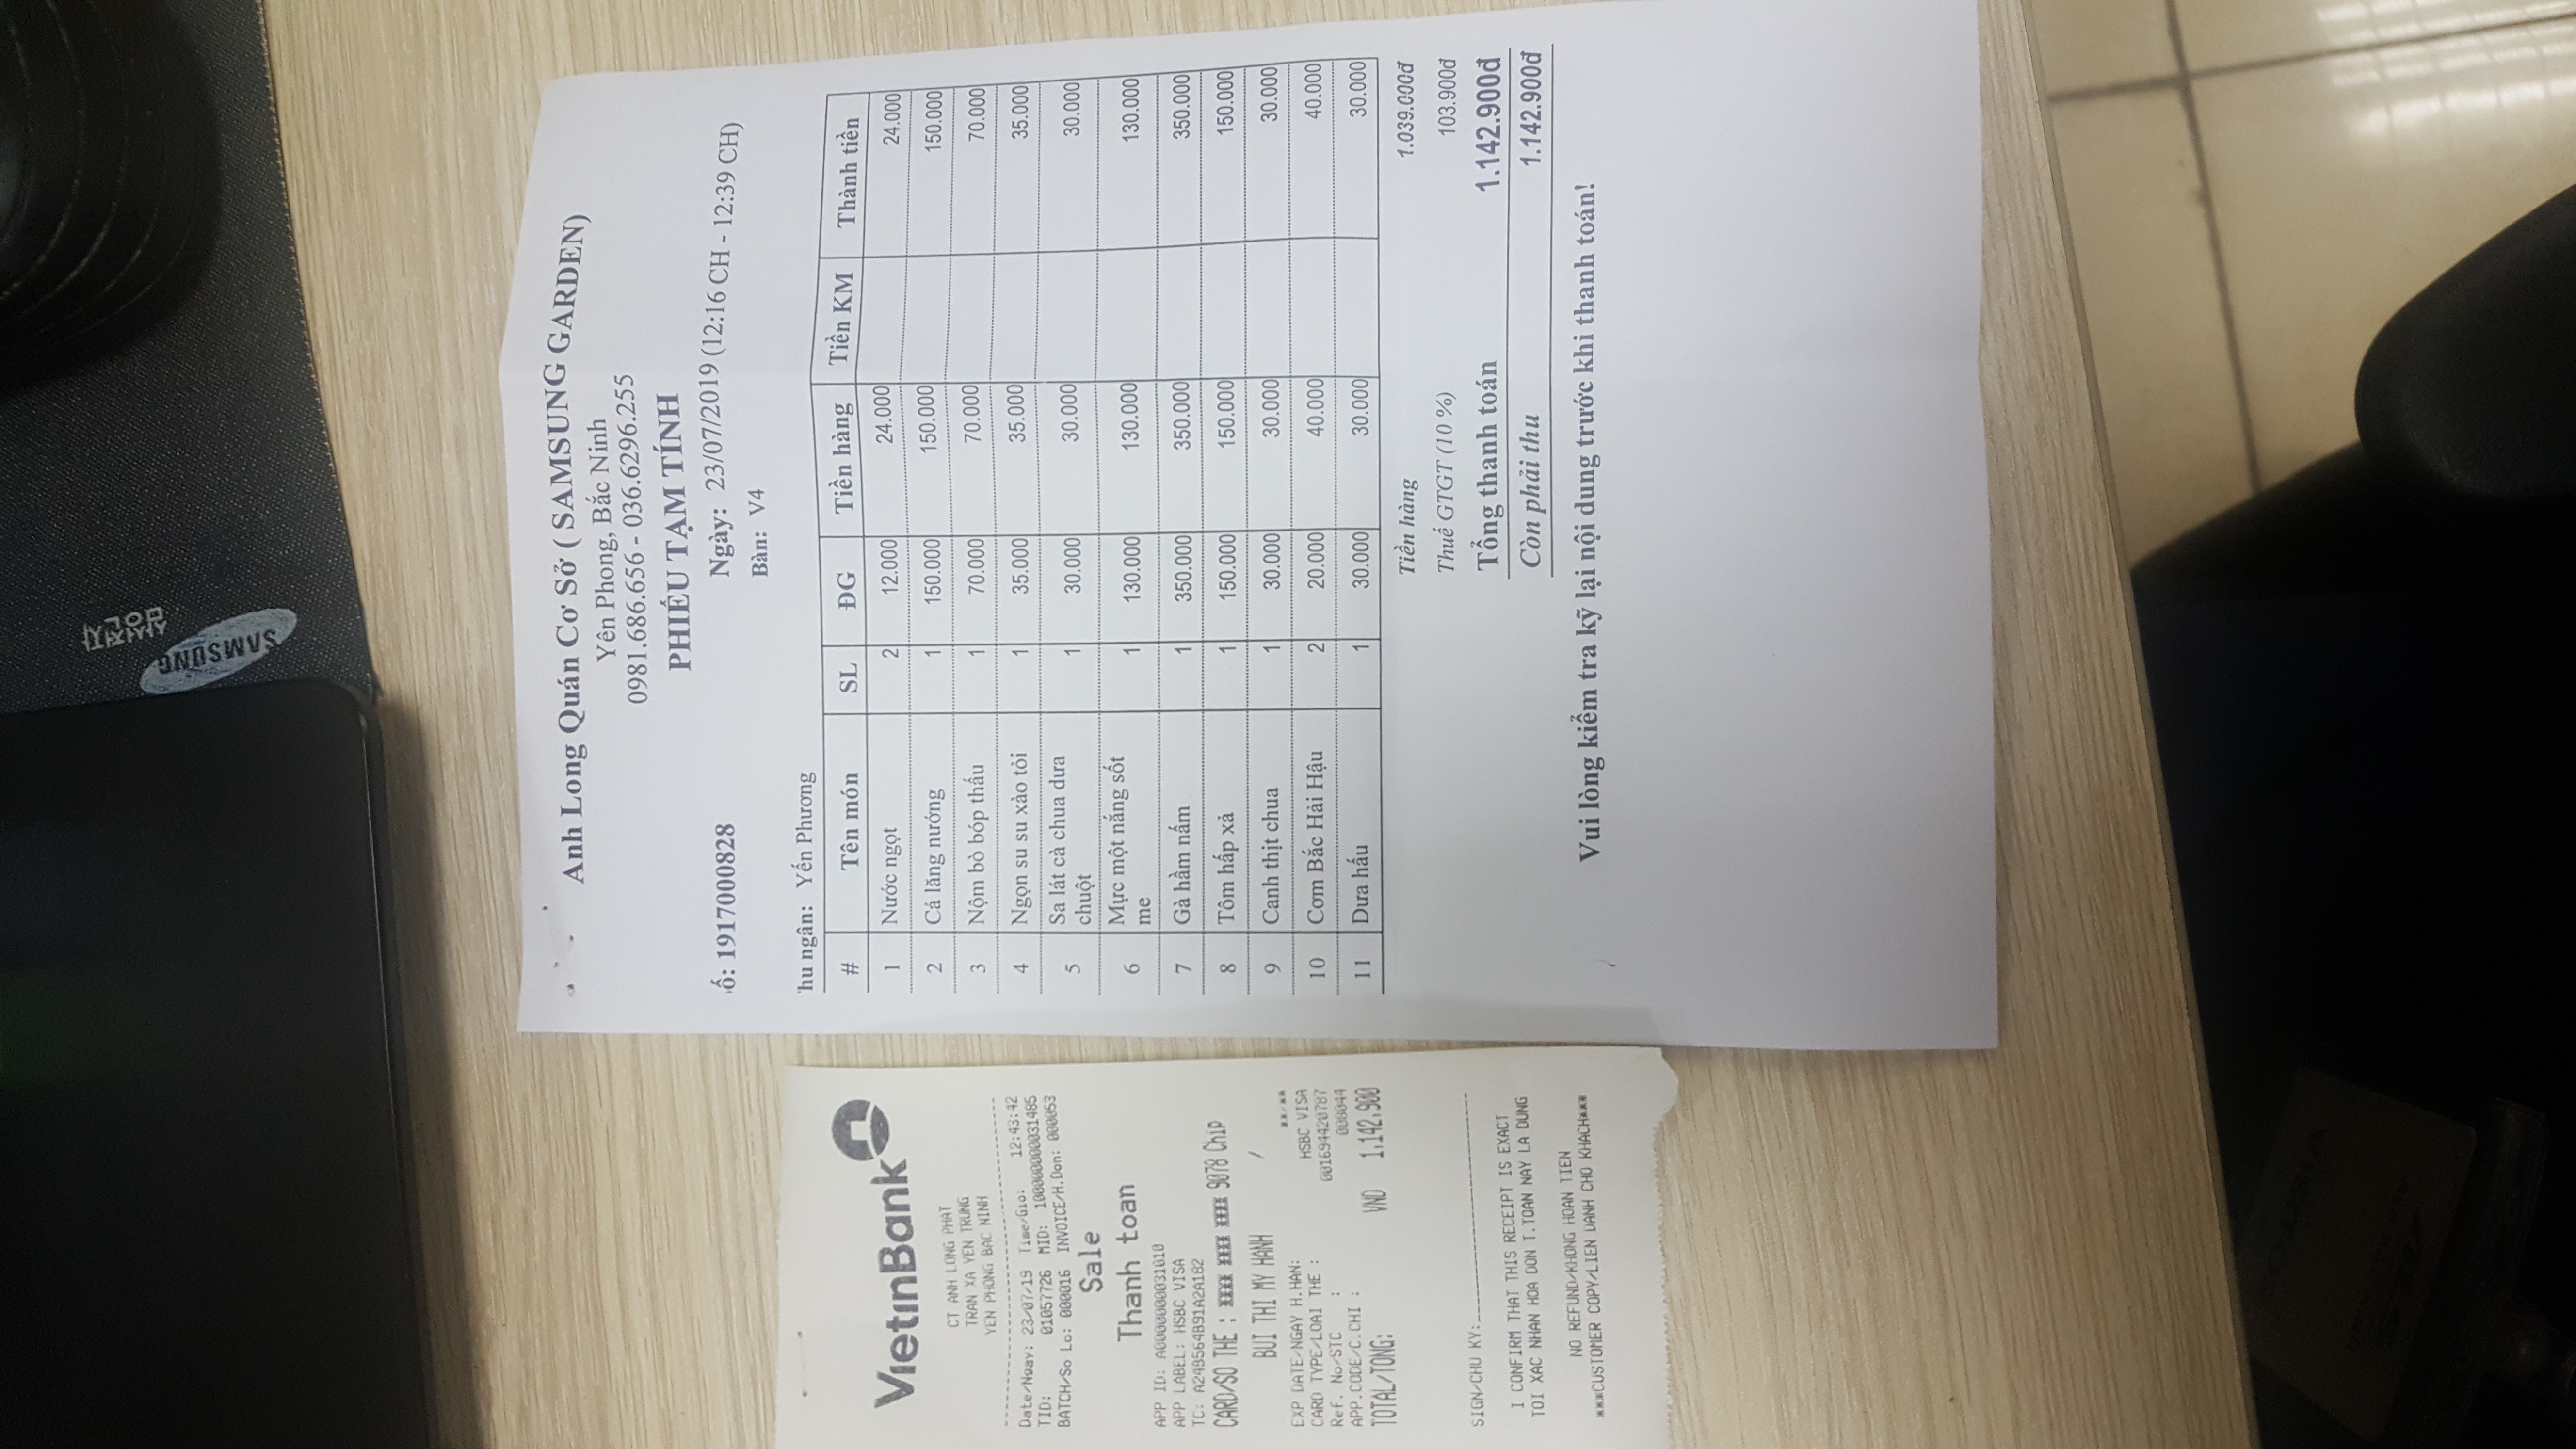 SAMSUNG
삼성전자
VietinBank
CT ANH LONG PHAT
TRAN XA YEN TRUNG
YEN PHONG BAC NINH
Date/Ngay: 23/07/19 Time/Gio: 12:43:42
TID: 01057726 MID: 100000000031485
BATCH/So Lo: 000016 INVOICE/H.Don: 000053
Sale
Thanh toan
APP ID: A0000000031010
APP LABEL: HSBC VISA
TC: A24B564B91A2A182
CARD/SO THE : xxxx xxxx xxxx 9078 Chip
BUI THI MY HANH /
EXP DATE/NGAY H.HAN: **/**
CARD TYPE/LOAI THE : HSBC VISA
Ref. No/STC : 001694420787
APP.CODE/C.CHI : 008044
TOTAL/TONG: VND 1,142,900
SIGN/CHU KY:
I CONFIRM THAT THIS RECEIPT IS EXACT
TOI XAC NHAN HOA DON T.TOAN NAY LA DUNG
NO REFUND/KHONG HOAN TIEN
***CUSTOMER COPY/LIEN DANH CHO KHACH***
Anh Long Quán Cơ Sở ( SAMSUNG GARDEN)
Yên Phong, Bắc Ninh
0981.686.656 - 036.6296.255
PHIẾU TẠM TÍNH
ố: 1917000828 Ngày: 23/07/2019 (12:16 CH - 12:39 CH)
Bàn: V4
hu ngân: Yến Phương
# Tên món SL ĐG Tiền hàng Tiền KM Thành tiền
1 Nước ngọt 2 12.000 24.000 24.000
2 Cá lăng nướng 1 150.000 150.000 150.000
3 Nộm bò bóp thấu 1 70.000 70.000 70.000
4 Ngọn su su xào tỏi 1 35.000 35.000 35.000
5 Sa lát cà chua dưa chuột 1 30.000 30.000 30.000
6 Mực một nắng sốt me 1 130.000 130.000 130.000
7 Gà hầm nấm 1 350.000 350.000 350.000
8 Tôm hấp xả 1 150.000 150.000 150.000
9 Canh thịt chua 1 30.000 30.000 30.000
10 Cơm Bắc Hải Hậu 2 20.000 40.000 40.000
11 Dưa hấu 1 30.000 30.000 30.000
Tiền hàng 1.039.000đ
Thuế GTGT (10 %) 103.900đ
Tổng thanh toán 1.142.900đ
Còn phải thu 1.142.900đ
Vui lòng kiểm tra kỹ lại nội dung trước khi thanh toán!